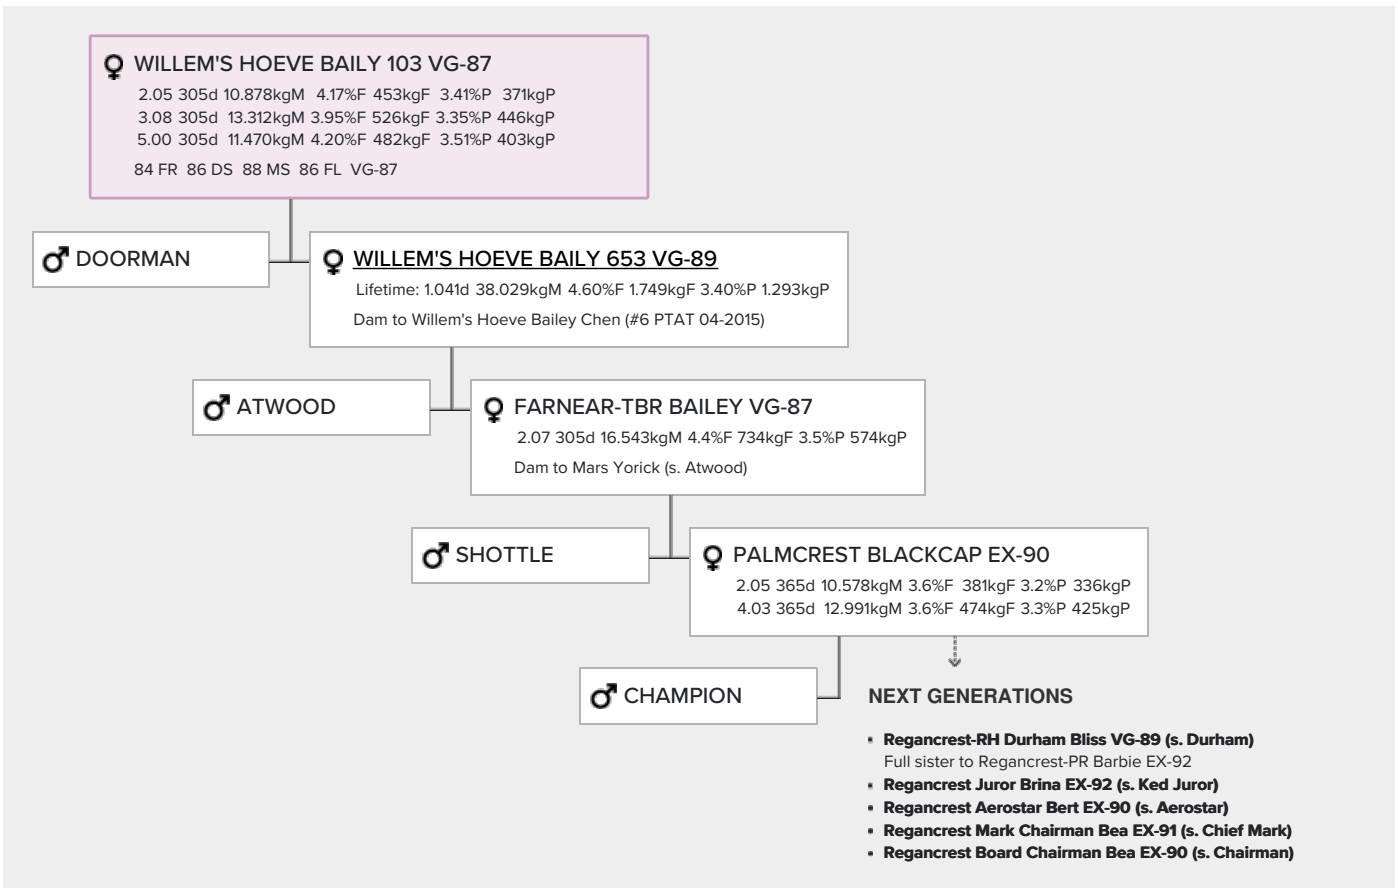 WILLEM'S HOEVE BAILY 103 VG-87
2.05 305d 10.878kgM 4.17%F 453kgF 3.41%P 371kgP
3.08 305d 13.312kgM 3.95%F 526kgF 3.35%P 446kgP
5.00 305d 11.470kgM 4.20%F 482kgF 3.51%P 403kgP
84 FR 86 DS 88 MS 86 FL VG-87
DOORMAN
WILLEM'S HOEVE BAILY 653 VG-89
Lifetime: 1.041d 38.029kgM 4.60%F 1.749kgF 3.40%P 1.293kgP
Dam to Willem's Hoeve Bailey Chen (#6 PTAT 04-2015)
ATWOOD
FARNEAR-TBR BAILEY VG-87
2.07 305d 16.543kgM 4.4%F 734kgF 3.5%P 574kgP
Dam to Mars Yorick (s. Atwood)
SHOTTLE
PALMCREST BLACKCAP EX-90
2.05 365d 10.578kgM 3.6%F 381kgF 3.2%P 336kgP
4.03 365d 12.991kgM 3.6%F 474kgF 3.3%P 425kgP
CHAMPION
NEXT GENERATIONS
Regancrest-RH Durham Bliss VG-89 (s. Durham)
Full sister to Regancrest-PR Barbie EX-92
Regancrest Juror Brina EX-92 (s. Ked Juror)
Regancrest Aerostar Bert EX-90 (s. Aerostar)
Regancrest Mark Chairman Bea EX-91 (s. Chief Mark)
Regancrest Board Chairman Bea EX-90 (s. Chairman)